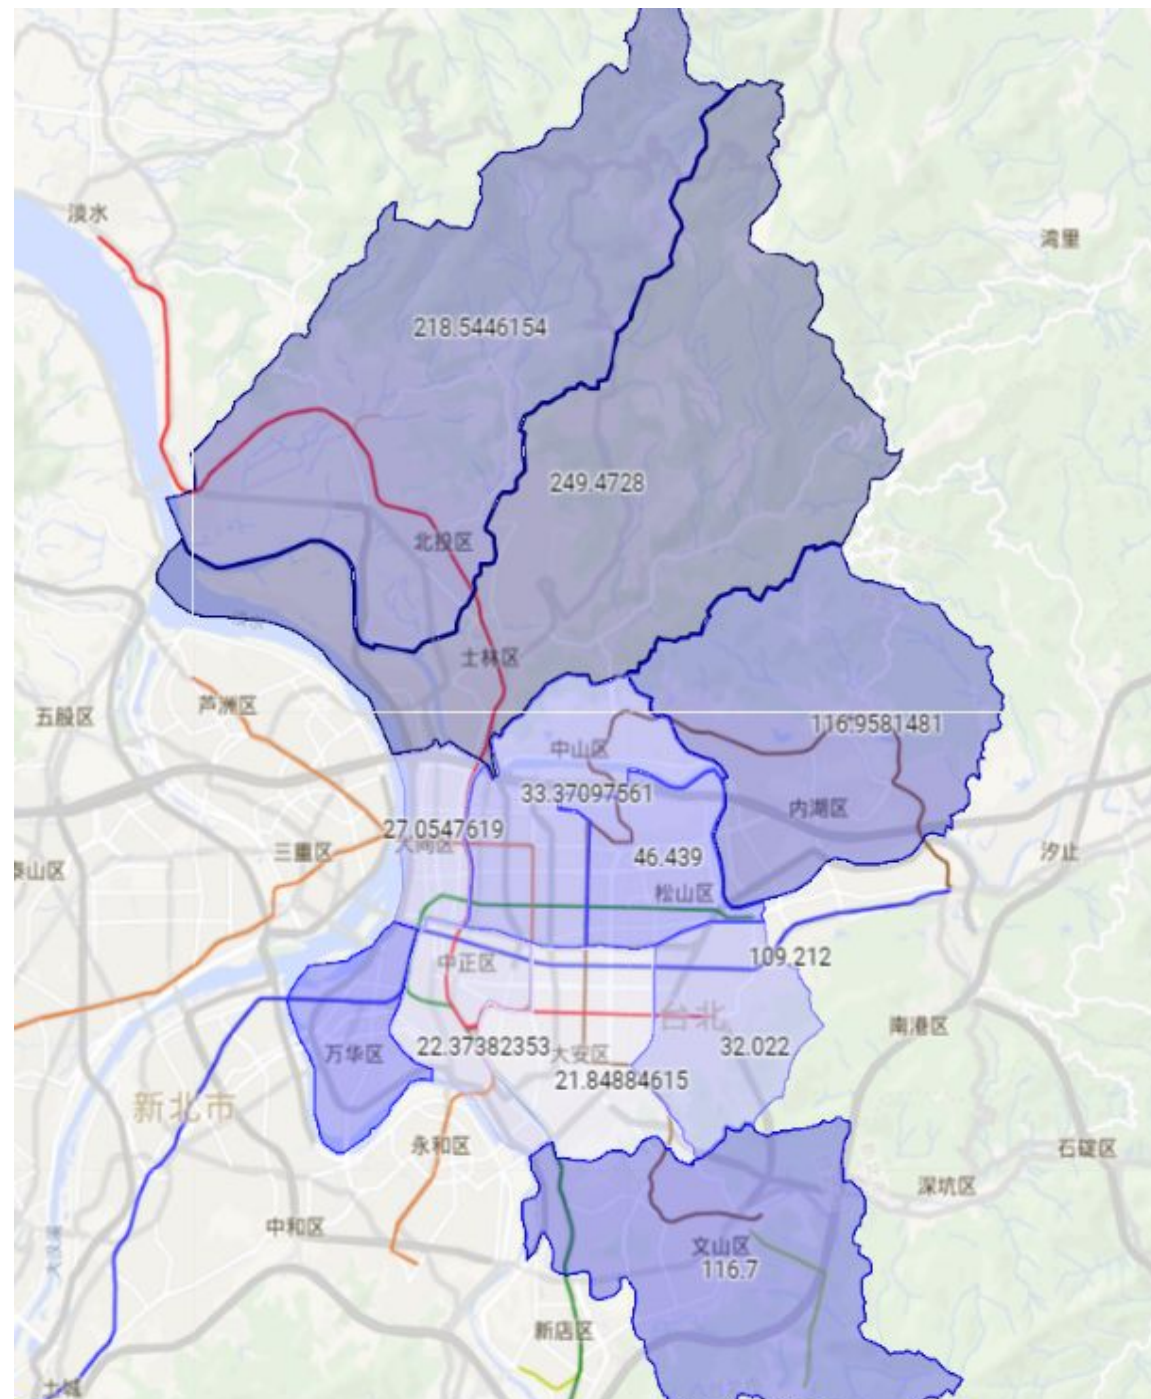 淡水
湾里
218.5446154
249.4728
北投区
士林区
芦洲区
五股区
116.9581481
中山区
33.37097561
内湖区
27.0547619
大同区
46.439
三重区
汐止
泰山区
松山区
109.212
中正区
台北
南港区
22.37382353
大安区
32.022
万华区
21.84884615
新北市
永和区
石碇区
深坑区
中和区
文山区
116.7
新店区
土城